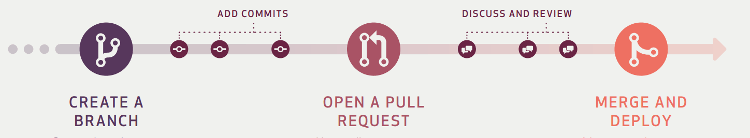 ADD COMMITS
DISCUSS AND REVIEW
CREATE A
BRANCH
OPEN A PULL
REQUEST
MERGE AND
DEPLOY